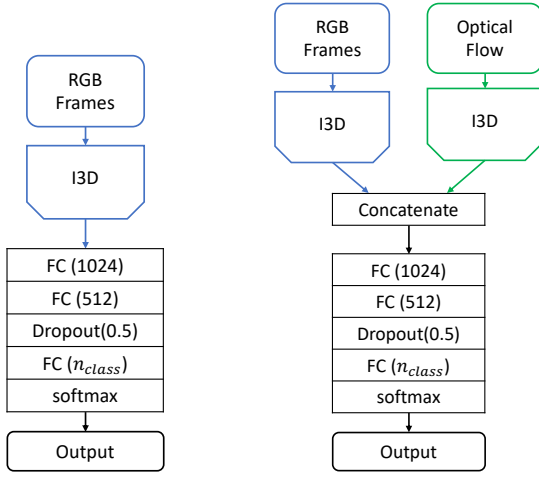 RGB
Frames
I3D
FC (1024)
FC (512)
Dropout(0.5)
FC (n_class)
softmax
Output
RGB
Frames
Optical
Flow
I3D
I3D
Concatenate
FC (1024)
FC (512)
Dropout(0.5)
FC (n_class)
softmax
Output